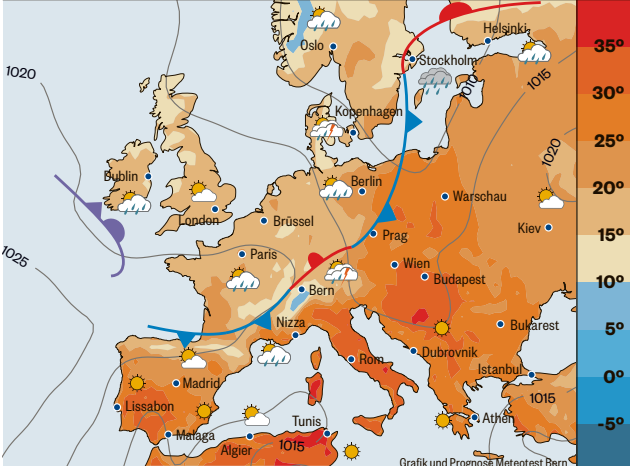 Helsinki
Oslo
Stockholm
35°
1020
1015
1010
30°
Kopenhagen
25°
1020
Dublin
Berlin
Warschau
20°
London
Brüssel
Kiev
Prag
15°
1025
Paris
Wien
Budapest
10°
Bern
Nizza
Bukarest
5°
Rom
Dubrovnik
Istanbul
0°
Madrid
1015
Lissabon
Athen
-5°
Malaga
Tunis
Algier
1015
Grafik und Prognose Meteotest Bern